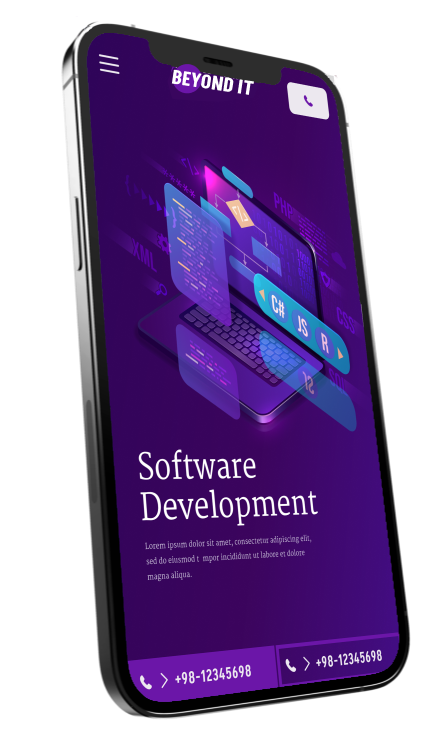 BEYOND IT
PHP
XML
CSS
C# JS R
Software
Development
Lorem ipsum dolor sit amet, consectetur adipiscing elit,
sed do eiusmod t mpor incididunt ut labore et dolore
magna aliqua.
+98-12345698
+98-12345698